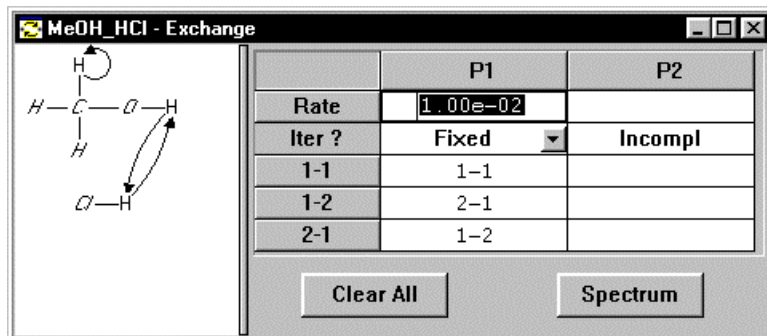 MeOH_HCl - Exchange
H
H C O H
H
Cl H
P1 P2
Rate 1.00e-02
Iter ? Fixed Incompl
1-1 1-1
1-2 2-1
2-1 1-2
Clear All Spectrum